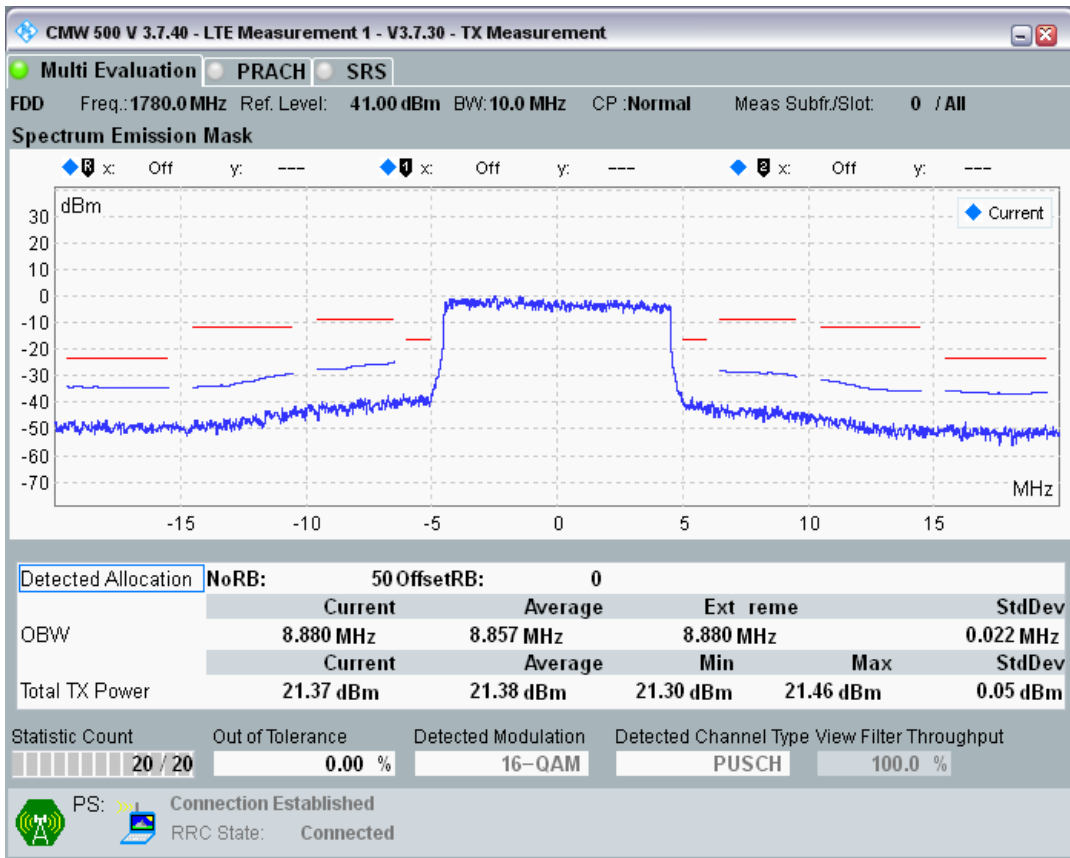 CMW 500 V 3.7.40 - LTE Measurement 1 - V3.7.30 - TX Measurement
Multi Evaluation PRACH SRS
FDD Freq.: 1780.0 MHz Ref. Level: 41.00 dBm BW: 10.0 MHz CP : Normal Meas Subfr./Slot: 0 / All
Spectrum Emission Mask
R x: Off y: --- 1 x: Off y: --- 2 x: Off y: ---
dBm
Current
30
20
10
0
-10
-20
-30
-40
-50
-60
-70
MHz
-15 -10 -5 0 5 10 15
Detected Allocation NoRB: 50 OffsetRB: 0
Current Average Ext reme StdDev
OBW 8.880 MHz 8.857 MHz 8.880 MHz 0.022 MHz
Current Average Min Max StdDev
Total TX Power 21.37 dBm 21.38 dBm 21.30 dBm 21.46 dBm 0.05 dBm
Statistic Count Out of Tolerance Detected Modulation Detected Channel Type View Filter Throughput
20 / 20 0.00 % 16-QAM PUSCH 100.0 %
PS: Connection Established
RRC State: Connected